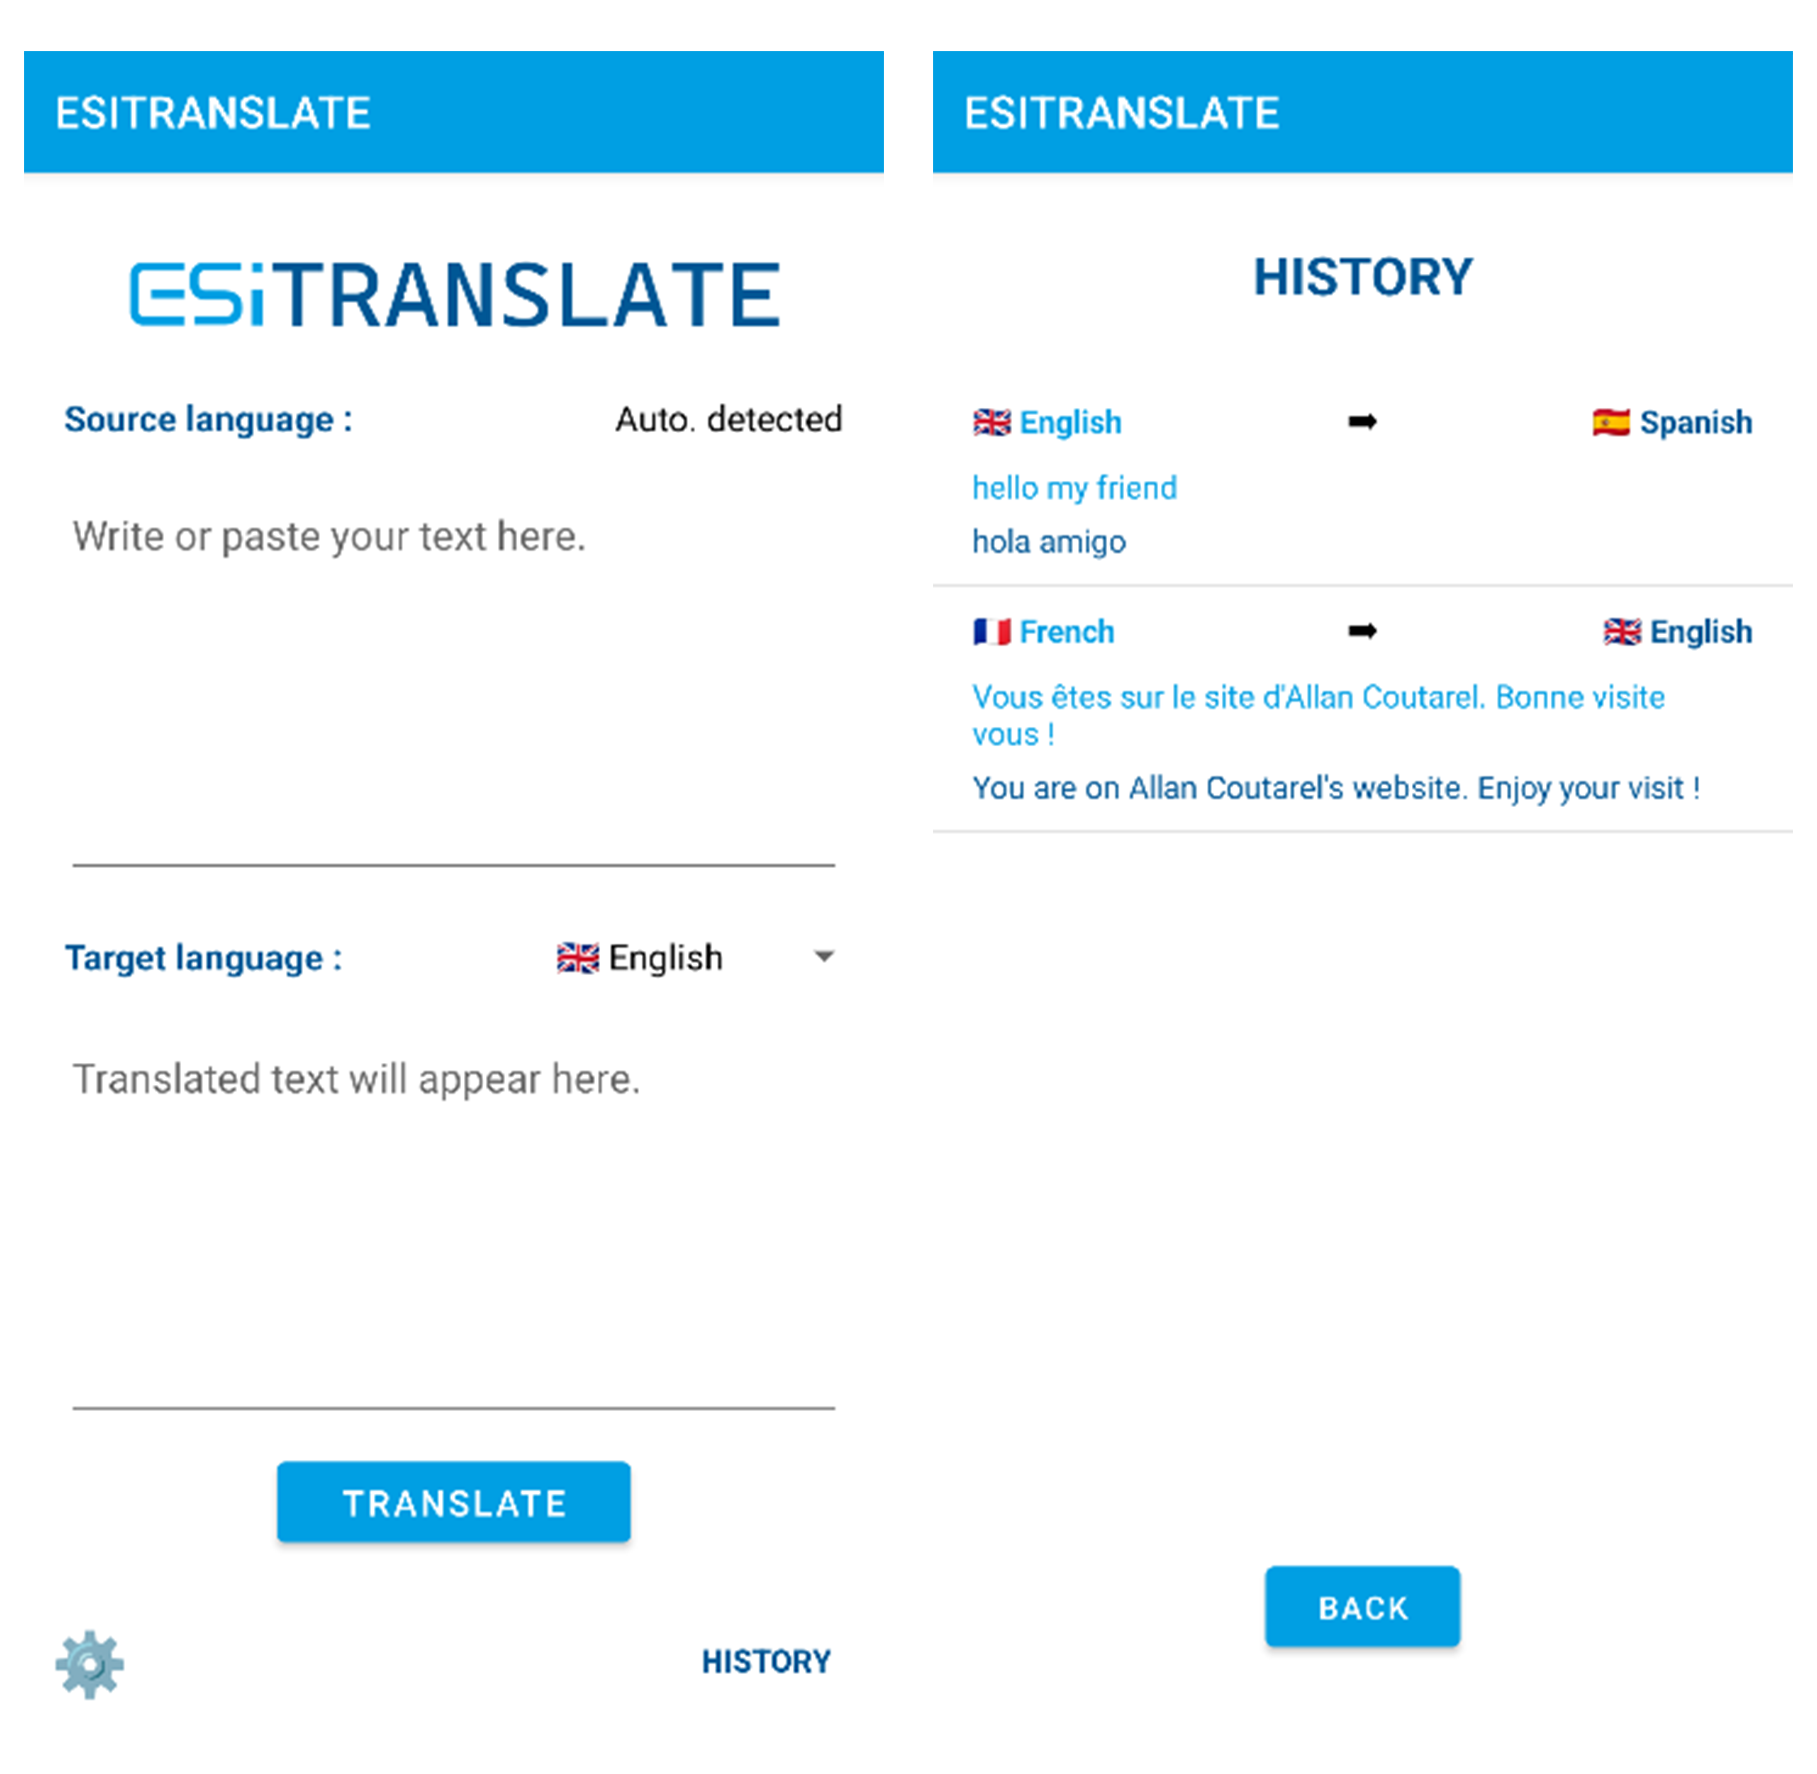 ESITRANSLATE
ESiTRANSLATE
Source language :
Auto. detected
Write or paste your text here.
Target language :
English
Translated text will appear here.
TRANSLATE
HISTORY
ESITRANSLATE
HISTORY
English
Spanish
hello my friend
hola amigo
French
English
Vous êtes sur le site d'Allan Coutarel. Bonne visite
vous !
You are on Allan Coutarel's website. Enjoy your visit !
BACK